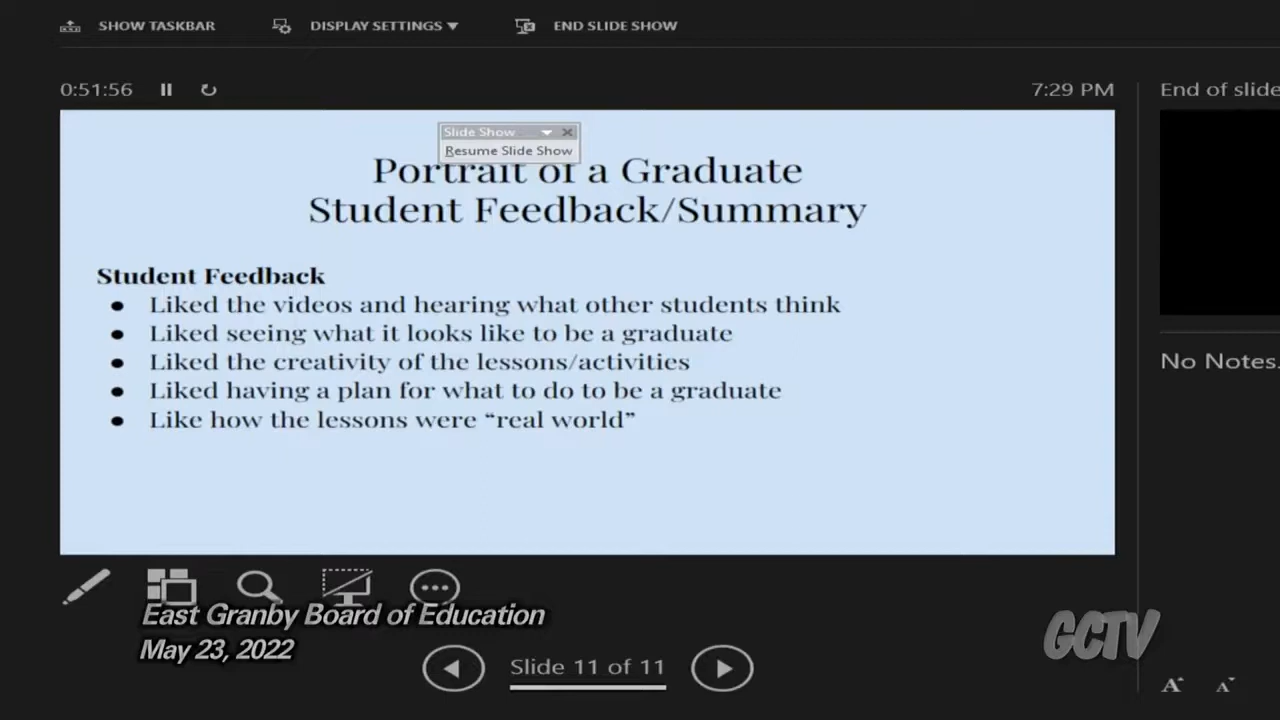 SHOW TASKBAR
DISPLAY SETTINGS
END SLIDE SHOW
0:51:56
7:29 PM
End of slide
Slide Show
Resume Slide Show
Portrait of a Graduate
Student Feedback/Summary
Student Feedback
● Liked the videos and hearing what other students think
● Liked seeing what it looks like to be a graduate
● Liked the creativity of the lessons/activities
● Liked having a plan for what to do to be a graduate
● Like how the lessons were “real world”
No Notes.
East Granby Board of Education
May 23, 2022
GCTV
Slide 11 of 11
A A